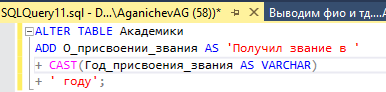 SQLQuery11.sql - D...\AganichevAG (58))* Выводим фио и тд....A
ALTER TABLE Академики
ADD О_присвоении_звания AS 'Получил звание в '
+ CAST(Год_присвоения_звания AS VARCHAR)
+ ' году';